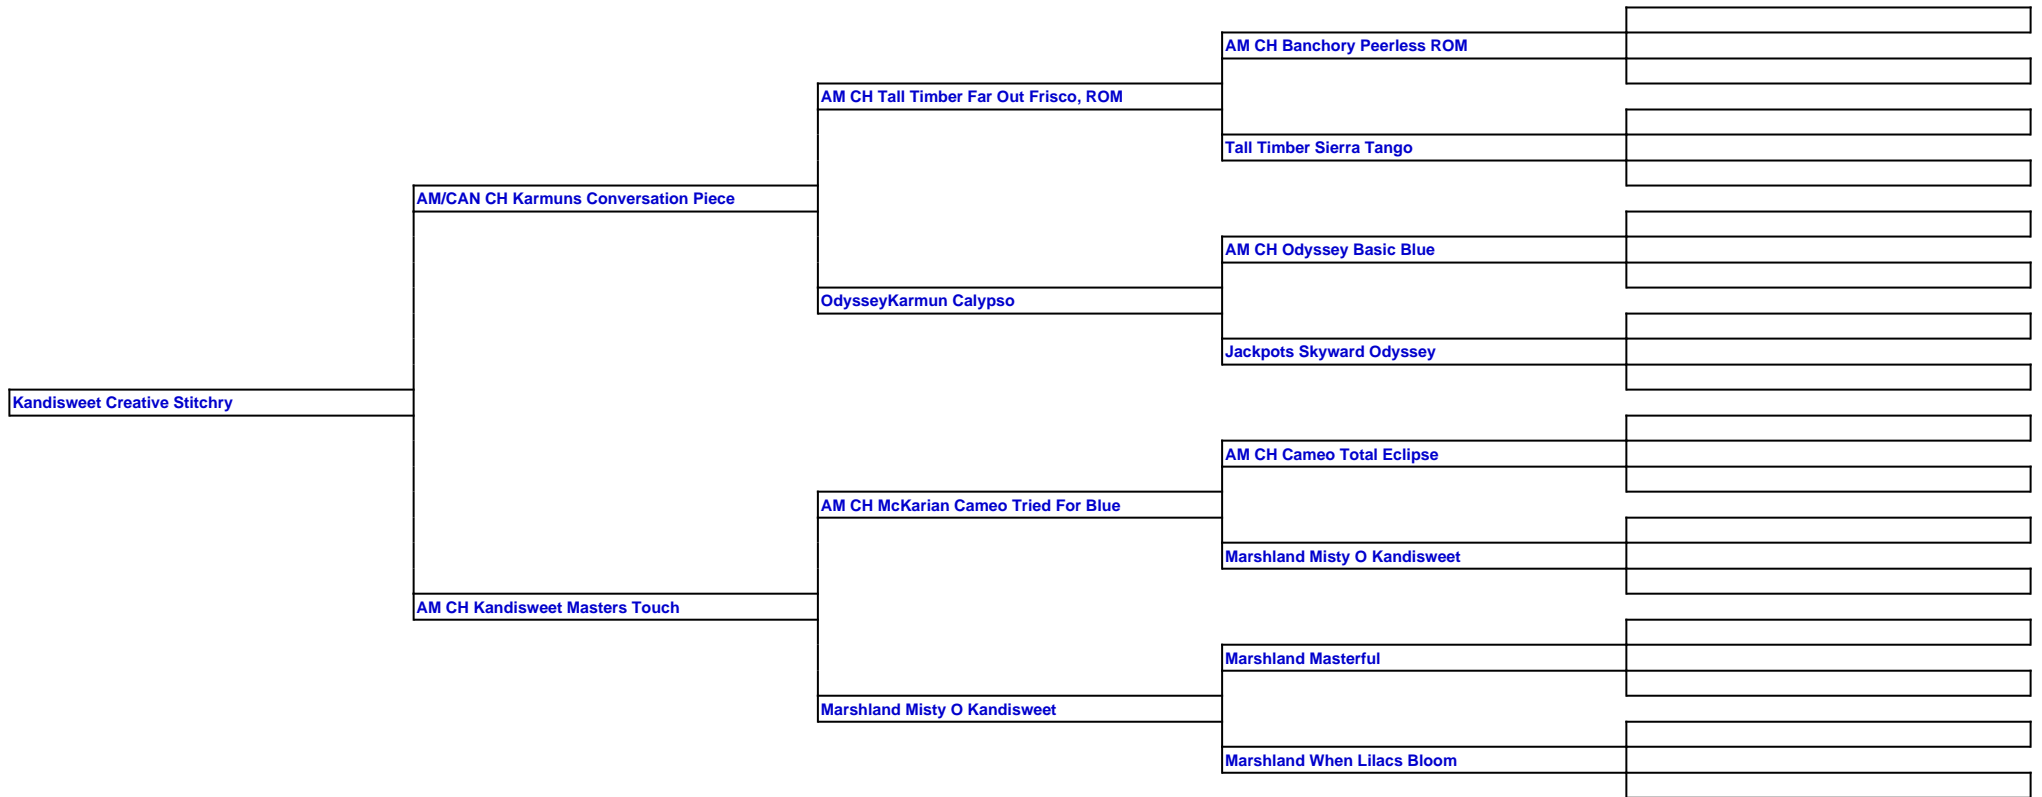 AM CH Banchory Peerless ROM
AM CH Tall Timber Far Out Frisco, ROM
Tall Timber Sierra Tango
AM/CAN CH Karmuns Conversation Piece
AM CH Odyssey Basic Blue
OdysseyKarmun Calypso
Jackpots Skyward Odyssey
Kandisweet Creative Stitchry
AM CH Cameo Total Eclipse
AM CH McKarian Cameo Tried For Blue
Marshland Misty O Kandisweet
AM CH Kandisweet Masters Touch
Marshland Masterful
Marshland Misty O Kandisweet
Marshland When Lilacs Bloom